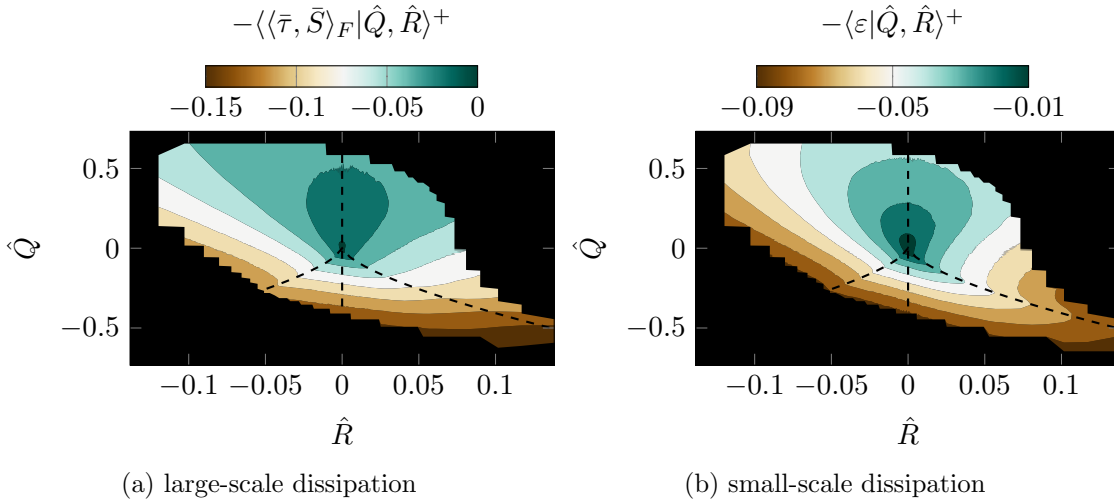 −⟨⟨τ̄, S̄⟩_F|Q̂, R̂⟩⁺
−0.15 −0.1 −0.05 0
0.5
0
−0.5
Q̂
−0.1 −0.05 0 0.05 0.1
R̂
(a) large-scale dissipation
−⟨ε|Q̂, R̂⟩⁺
−0.09 −0.05 −0.01
0.5
0
−0.5
Q̂
−0.1 −0.05 0 0.05 0.1
R̂
(b) small-scale dissipation